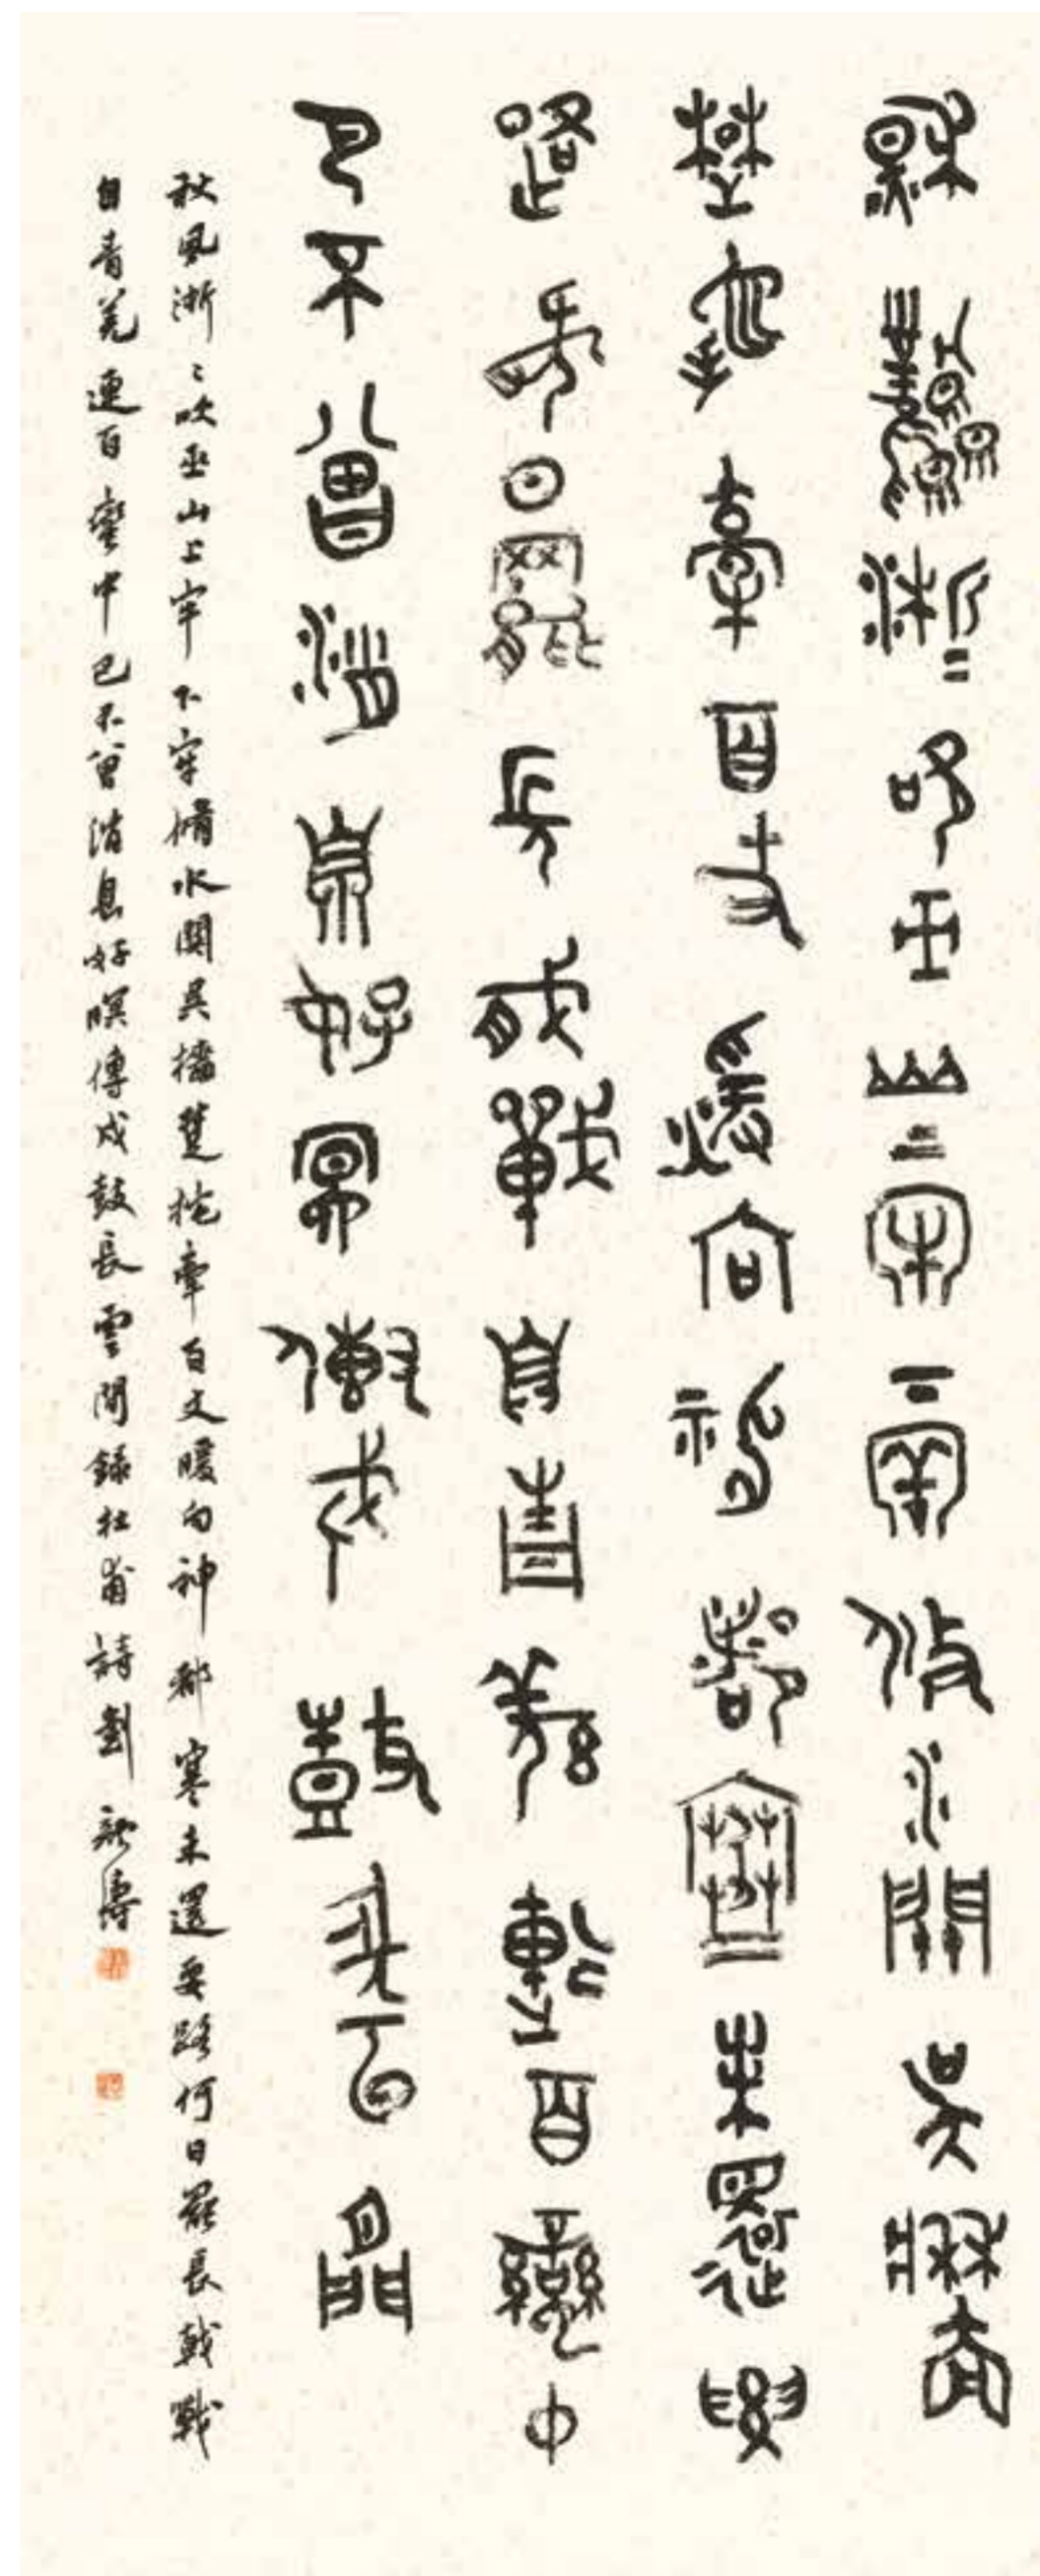 秋風淅〻吹巫山上牢下牢修水關吳檣
楚柁牽百丈暖向神都寒未還要
路何日罷長戟戰自青羌連百蠻中
巴不曾消息好暝傳戍鼓長雲間
秋風淅〻吹巫山上牢下牢脩水關吳檣楚柁牽百丈暖向神都寒未還要路何日罷長戟戰
自青羌連百蠻中巴不曾消息好暝傳戍鼓長雲間錄杜甫詩劉新